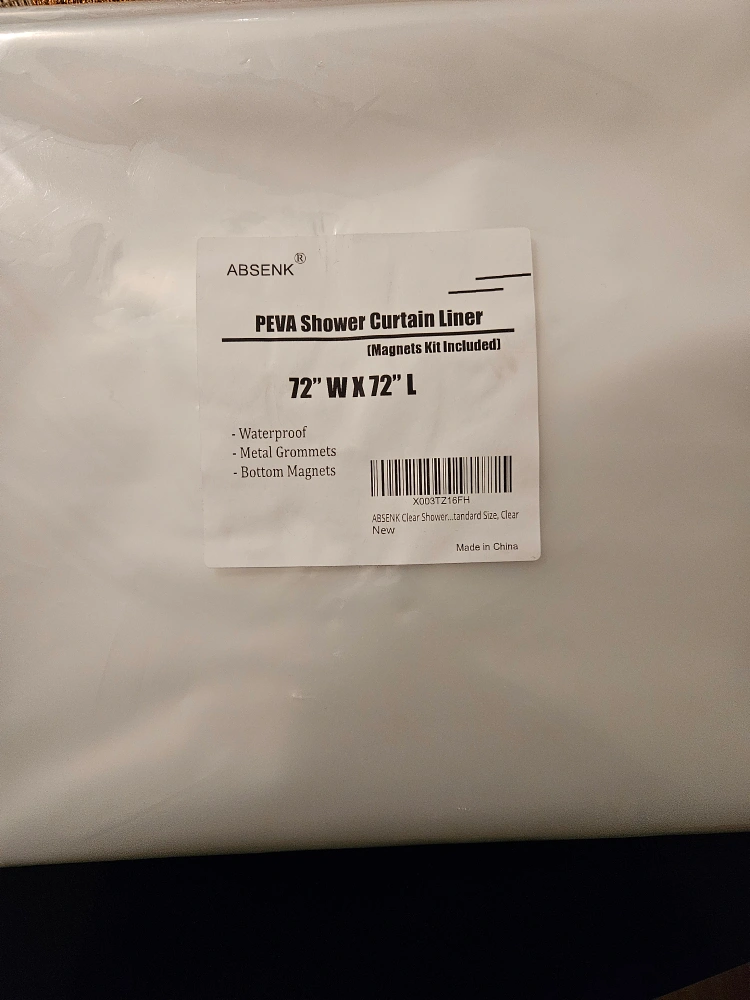 ABSENK®
PEVA Shower Curtain Liner
(Magnets Kit Included)
72” W X 72” L
- Waterproof
- Metal Grommets
- Bottom Magnets
X003TZ16FH
ABSENK Clear Shower...tandard Size, Clear
New
Made in China